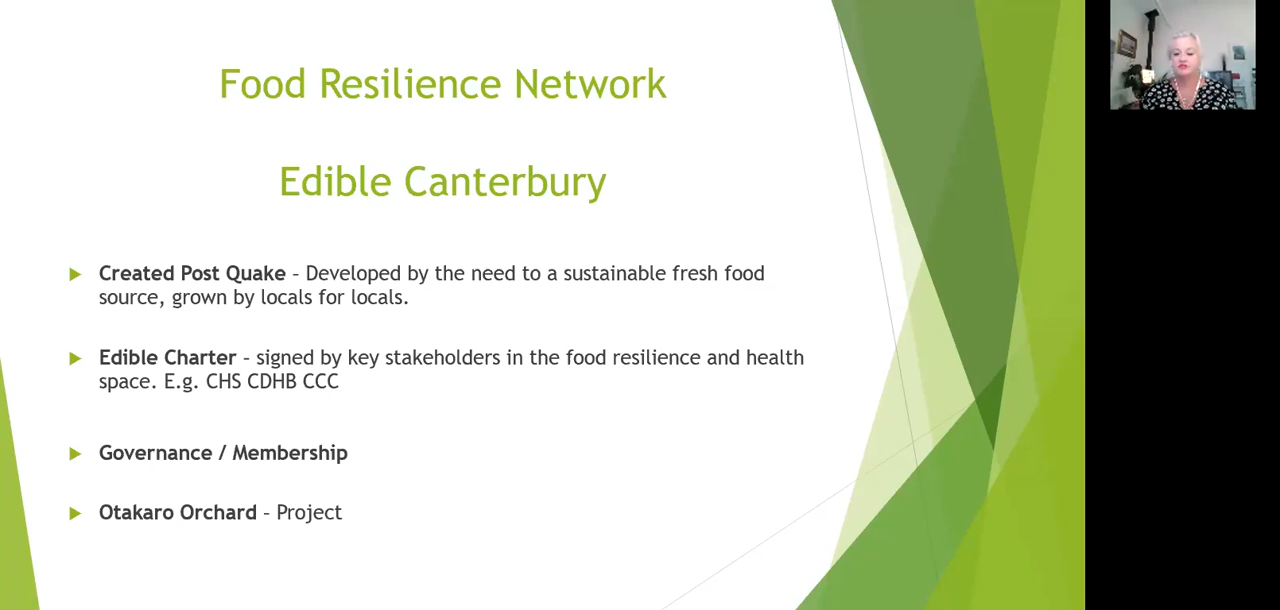 Food Resilience Network
Edible Canterbury
Created Post Quake – Developed by the need to a sustainable fresh food
source, grown by locals for locals.
Edible Charter – signed by key stakeholders in the food resilience and health
space. E.g. CHS CDHB CCC
Governance / Membership
Otakaro Orchard – Project